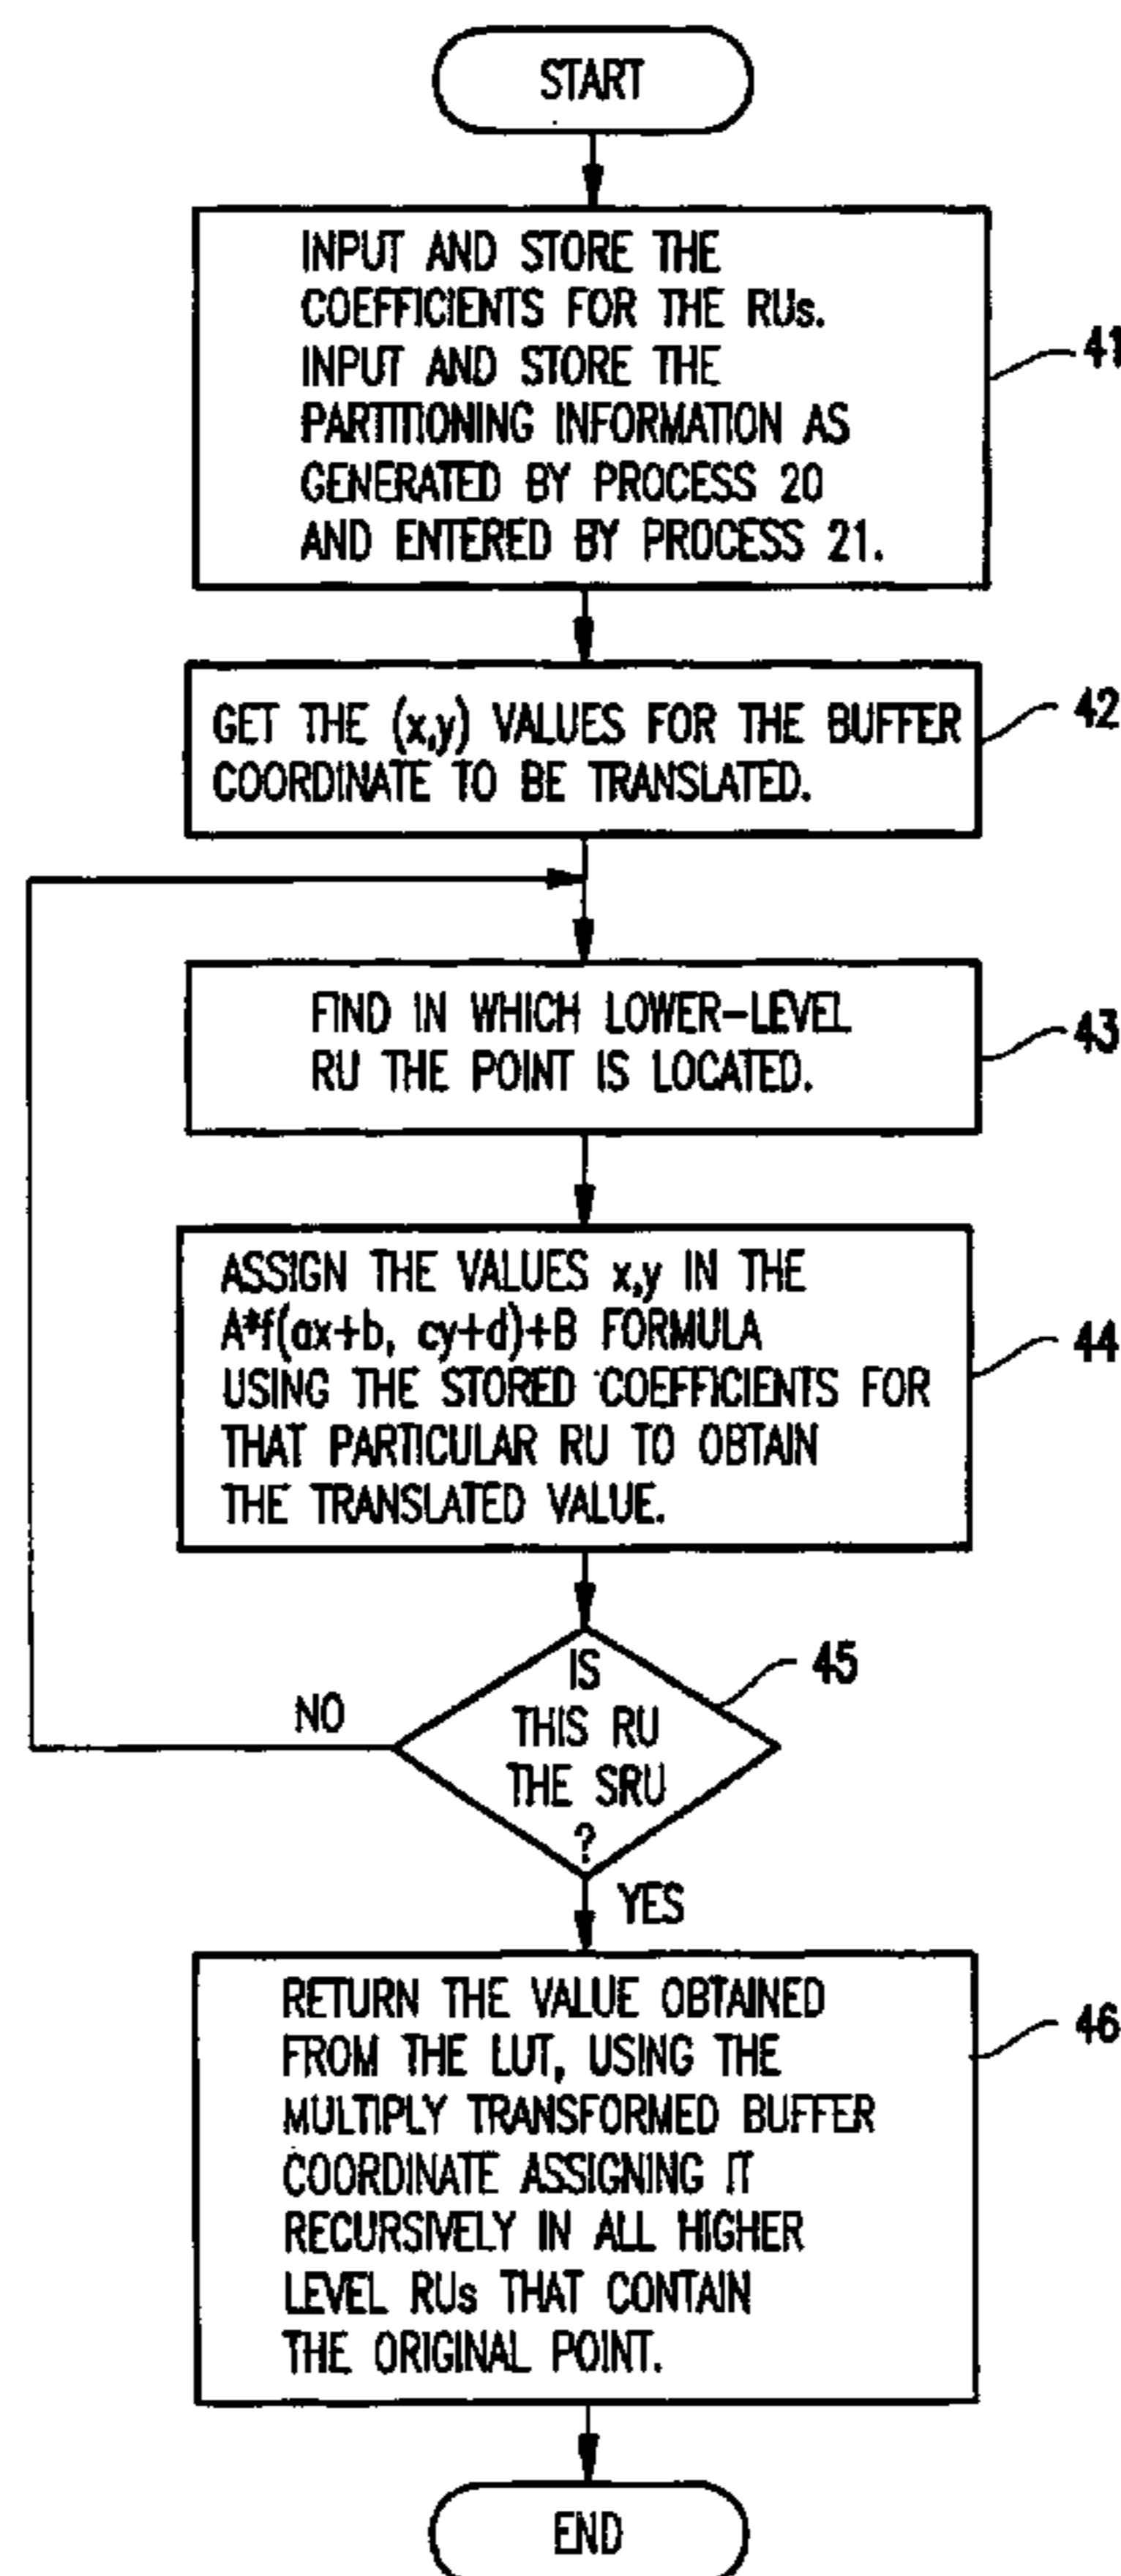 START
INPUT AND STORE THE
COEFFICIENTS FOR THE RUs.
INPUT AND STORE THE
PARTITIONING INFORMATION AS
GENERATED BY PROCESS 20
AND ENTERED BY PROCESS 21.
41
GET THE (x,y) VALUES FOR THE BUFFER
COORDINATE TO BE TRANSLATED.
42
FIND IN WHICH LOWER-LEVEL
RU THE POINT IS LOCATED.
43
ASSIGN THE VALUES x,y IN THE
A*f(ax+b, cy+d)+B FORMULA
USING THE STORED COEFFICIENTS FOR
THAT PARTICULAR RU TO OBTAIN
THE TRANSLATED VALUE.
44
IS
THIS RU
THE SRU
?
45
NO
YES
RETURN THE VALUE OBTAINED
FROM THE LUT, USING THE
MULTIPLY TRANSFORMED BUFFER
COORDINATE ASSIGNING IT
RECURSIVELY IN ALL HIGHER
LEVEL RUs THAT CONTAIN
THE ORIGINAL POINT.
46
END